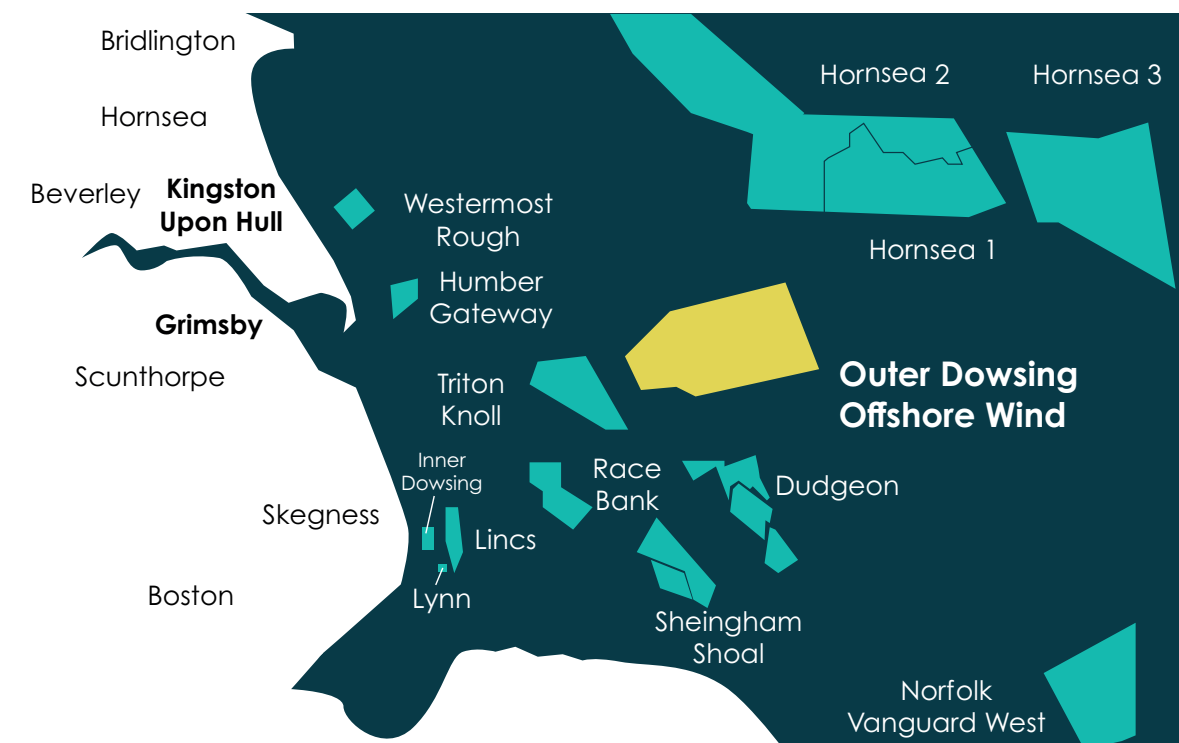 Bridlington
Hornsea 2
Hornsea 3
Hornsea
Beverley
Kingston
Upon Hull
Westermost
Rough
Hornsea 1
Humber
Gateway
Grimsby
Scunthorpe
Triton
Knoll
Outer Dowsing
Offshore Wind
Inner
Dowsing
Race
Bank
Dudgeon
Skegness
Lincs
Boston
Lynn
Sheingham
Shoal
Norfolk
Vanguard West